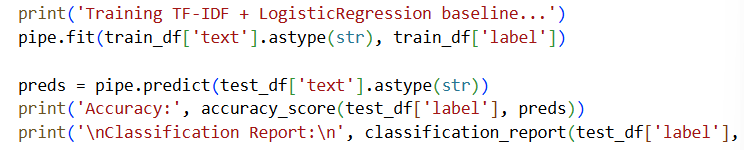 print('Training TF-IDF + LogisticRegression baseline...')
pipe.fit(train_df['text'].astype(str), train_df['label'])
preds = pipe.predict(test_df['text'].astype(str))
print('Accuracy:', accuracy_score(test_df['label'], preds))
print('\nClassification Report:\n', classification_report(test_df['label'],